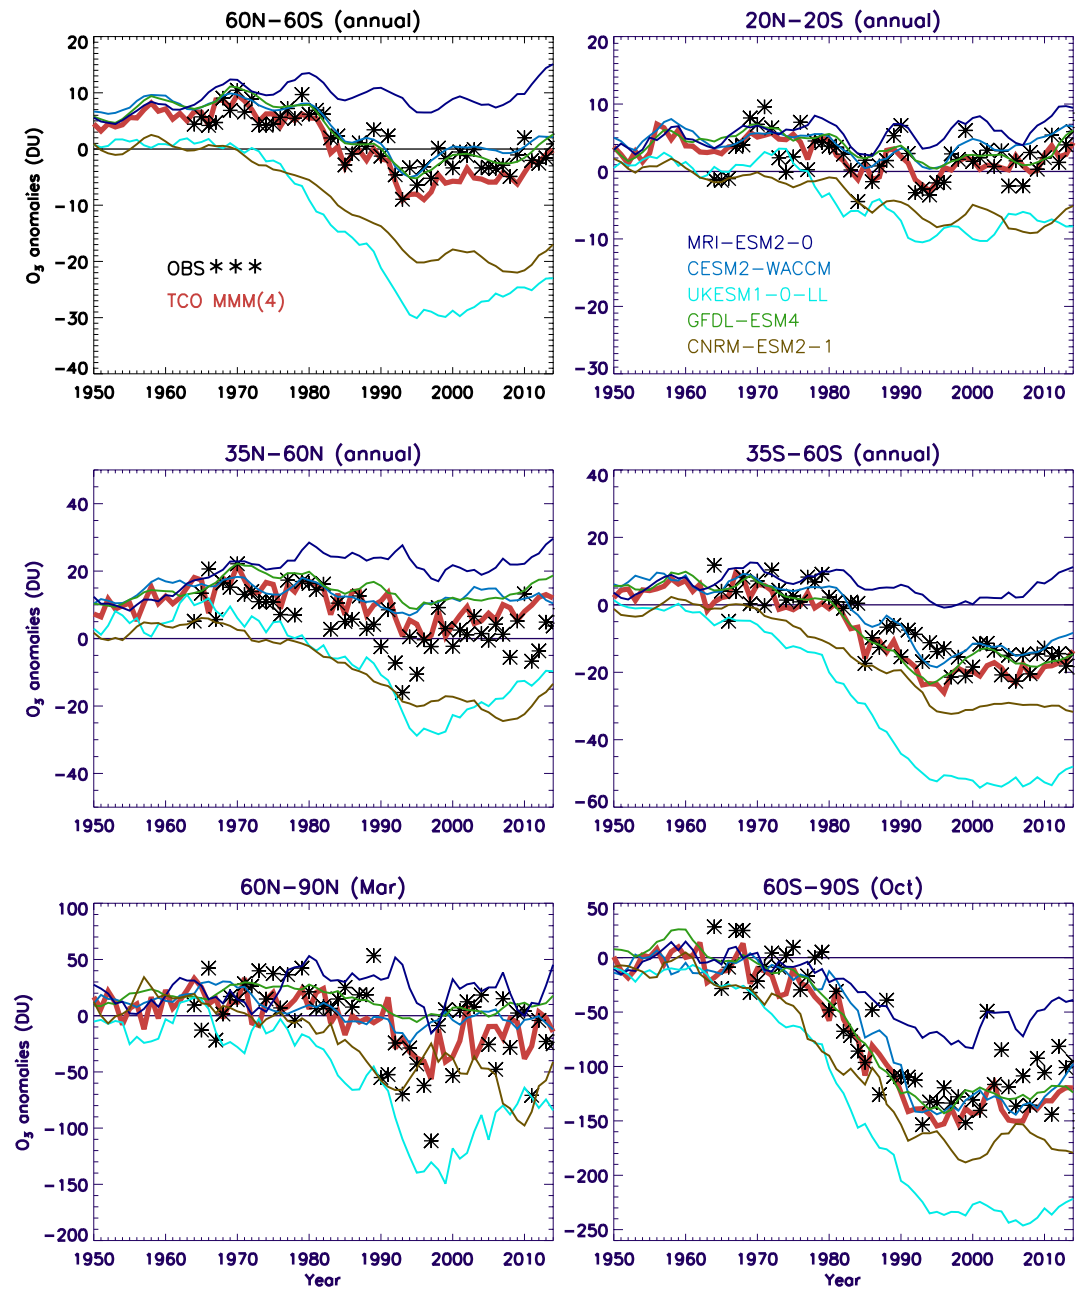 60N-60S (annual)
20
10
0
-10
-20
-30
-40
O3 anomalies (DU)
OBS***
TCO MMM(4)
1950 1960 1970 1980 1990 2000 2010
20N-20S (annual)
20
10
0
-10
-20
-30
MRI-ESM2-0
CESM2-WACCM
UKESM1-0-LL
GFDL-ESM4
CNRM-ESM2-1
1950 1960 1970 1980 1990 2000 2010
35N-60N (annual)
40
20
0
-20
-40
O3 anomalies (DU)
1950 1960 1970 1980 1990 2000 2010
35S-60S (annual)
40
20
0
-20
-40
-60
1950 1960 1970 1980 1990 2000 2010
60N-90N (Mar)
100
50
0
-50
-100
-150
-200
O3 anomalies (DU)
1950 1960 1970 1980 1990 2000 2010
Year
60S-90S (Oct)
50
0
-50
-100
-150
-200
-250
1950 1960 1970 1980 1990 2000 2010
Year